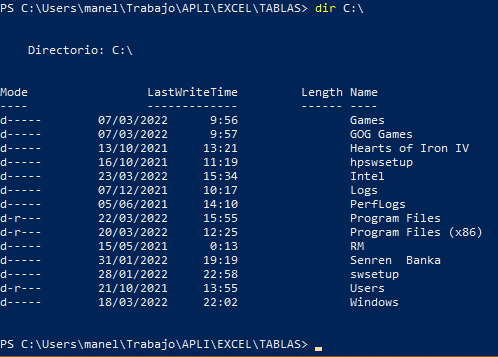 PS C:\Users\manel\Trabajo\APLI\EXCEL\TABLAS> dir C:\
Directorio: C:\
Mode                LastWriteTime         Length Name
----                -------------         ------ ----
d-----       07/03/2022      9:56                Games
d-----       07/03/2022      9:57                GOG Games
d-----       13/10/2021     13:21                Hearts of Iron IV
d-----       16/10/2021     11:19                hpswsetup
d-----       23/03/2022     15:34                Intel
d-----       07/12/2021     10:17                Logs
d-----       05/06/2021     14:10                PerfLogs
d-r---       22/03/2022     15:55                Program Files
d-r---       20/03/2022     12:25                Program Files (x86)
d-----       15/05/2021      0:13                RM
d-----       31/01/2022     19:19                Senren  Banka
d-----       28/01/2022     22:58                swsetup
d-r---       21/10/2021     13:55                Users
d-----       18/03/2022     22:02                Windows
PS C:\Users\manel\Trabajo\APLI\EXCEL\TABLAS> _